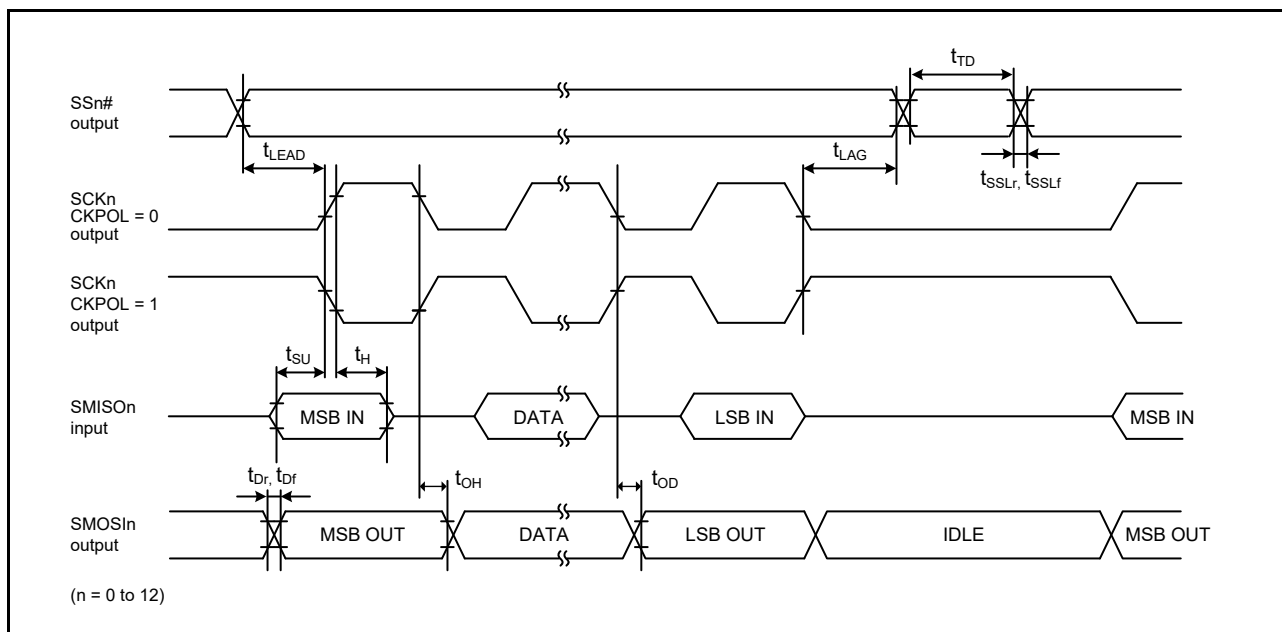 tTD
SSn#
output
tLEAD
tLAG
tSSLr, tSSLf
SCKn
CKPOL = 0
output
SCKn
CKPOL = 1
output
tSU
tH
SMISOn
input
MSB IN
DATA
LSB IN
MSB IN
tDr, tDf
tOH
tOD
SMOSIn
output
MSB OUT
DATA
LSB OUT
IDLE
MSB OUT
(n = 0 to 12)